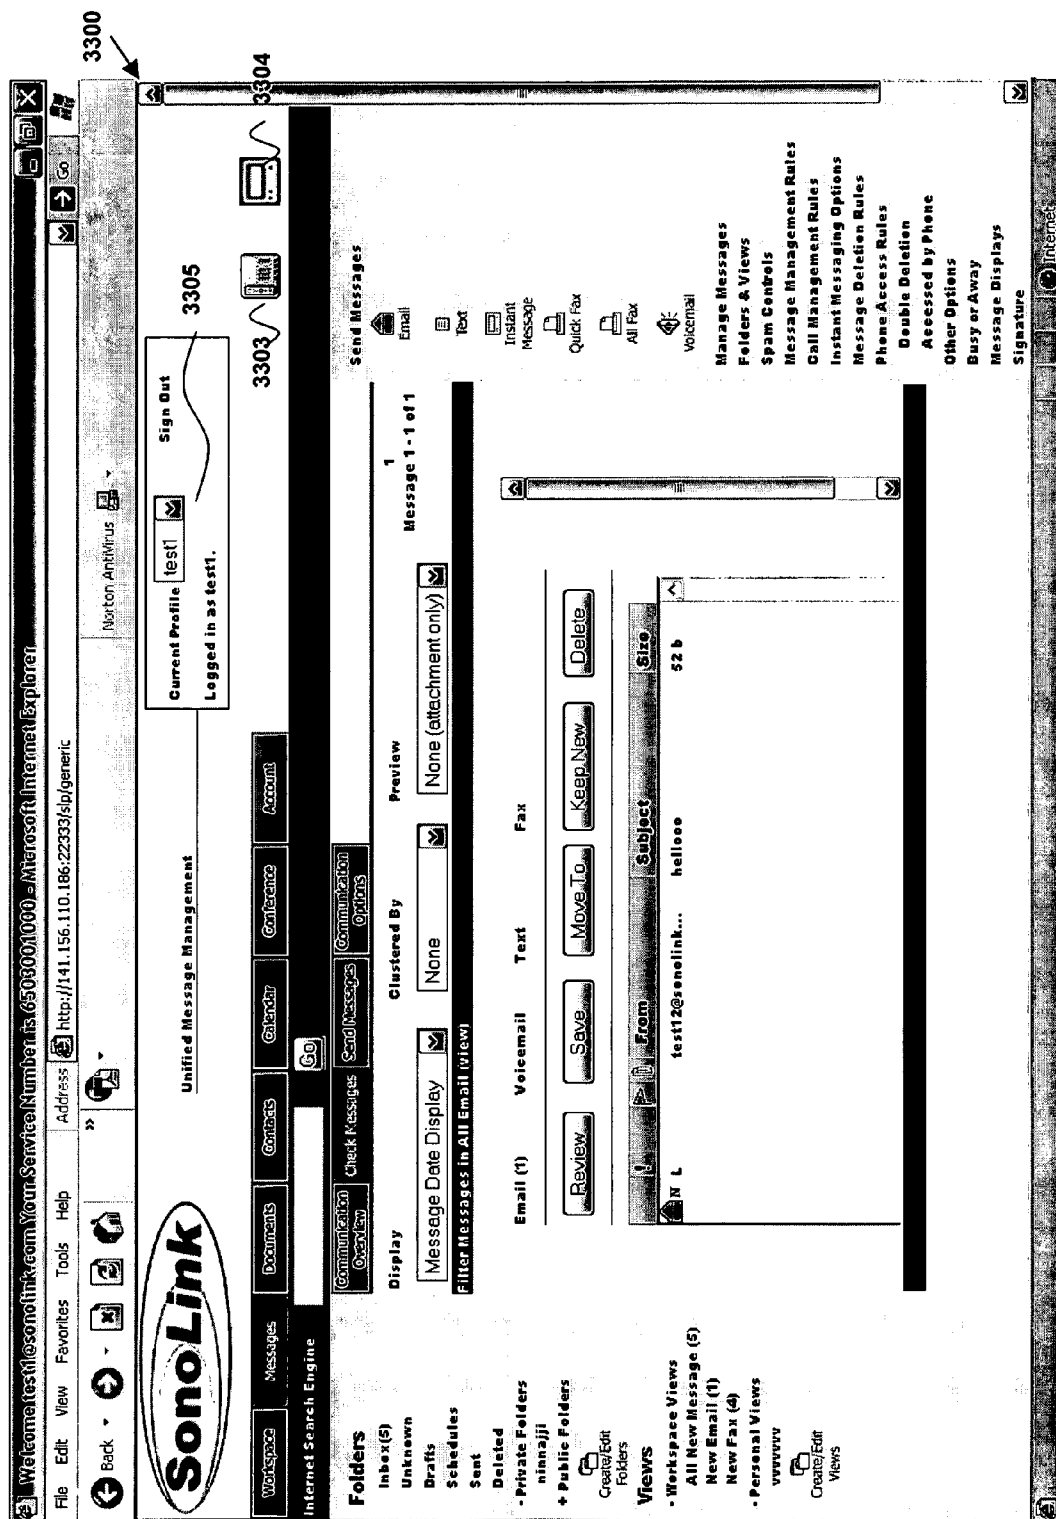 3300
Welcome:test1@sonolink.com Your Service Number is:6503001000 - Microsoft Internet Explorer
File Edit View Favorites Tools Help
Back
Address http://141.156.110.186:22333/slp/generic
Go
Norton AntiVirus
SonoLink
Unified Message Management
Current Profile test1 Sign Out
Logged in as test1.
3305
3303
3304
Workspace Messages Documents Contacts Calendar Conference Account
Internet Search Engine Go
Communication Overview Check Messages Send Messages Communication Options
Folders
Inbox(5)
Unknown
Drafts
Schedules
Sent
Deleted
- Private Folders
ninnajji
+ Public Folders
Create/Edit
Folders
Views
- Workspace Views
All New Message (5)
New Email (1)
New Fax (4)
- Personal Views
vvvvvvv
Create/Edit
Views
Display Clustered By Preview
Message Date Display None None (attachment only)
1
Message 1 - 1 of 1
Filter Messages in All Email (View)
Email (1) Voicemail Text Fax
Review Save Move To Keep New Delete
! From Subject Size
N L test12@sonolink... hellooo 52 b
Send Messages
Email
Text
Instant
Message
Quick Fax
All Fax
Voicemail
Manage Messages
Folders & Views
Spam Controls
Message Management Rules
Call Management Rules
Instant Messaging Options
Message Deletion Rules
Phone Access Rules
Double Deletion
Accessed by Phone
Other Options
Busy or Away
Message Displays
Signature
Internet